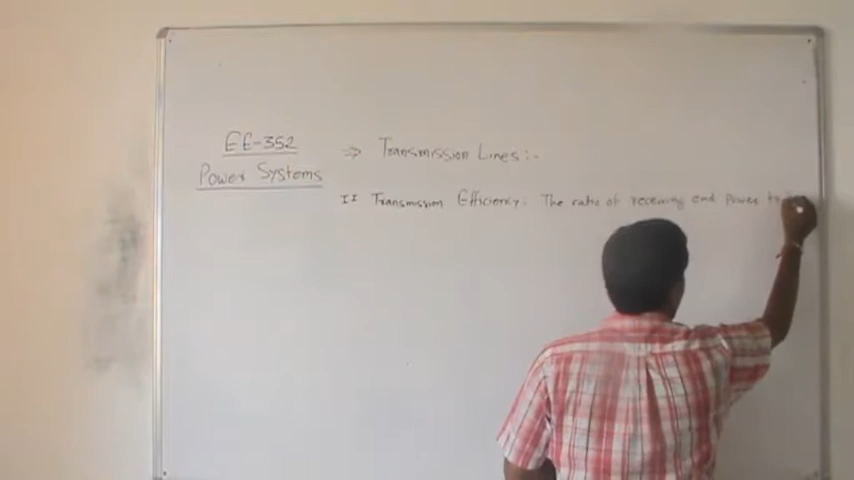 EE-352
Power Systems
⇒ Transmission Lines :-
II Transmission Efficiency: The ratio of receiving end Power to